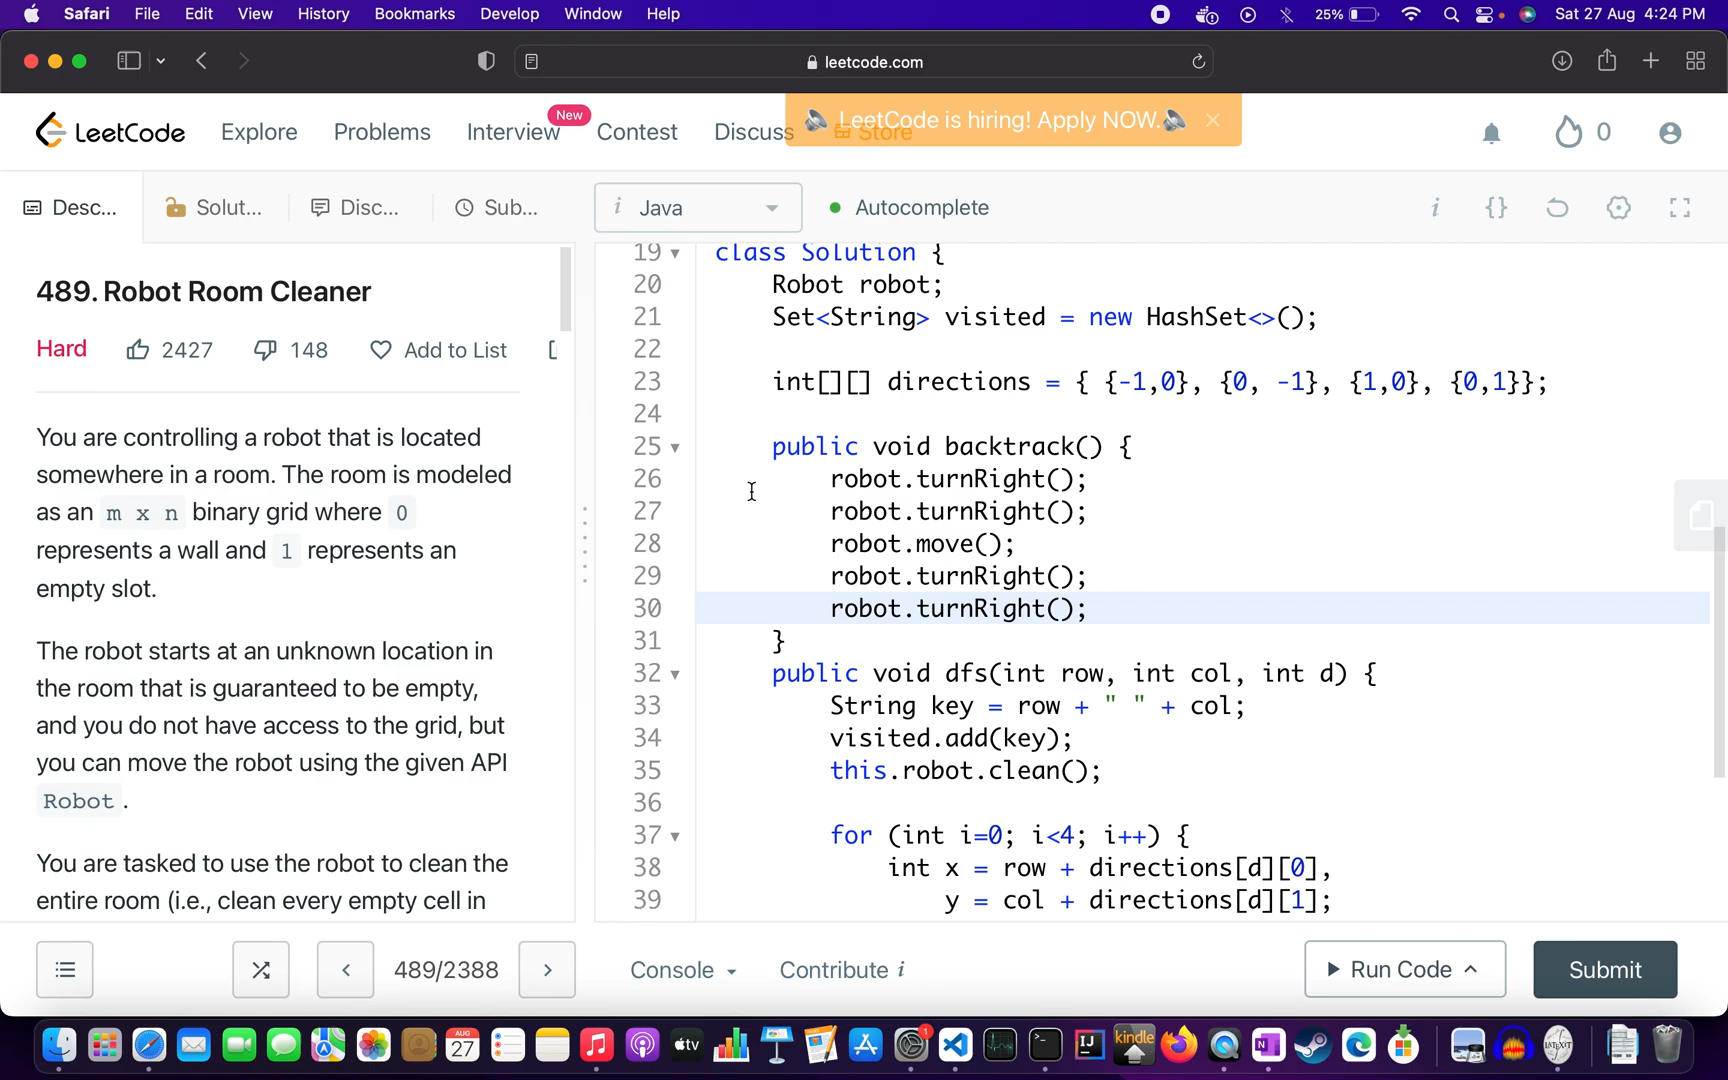 Safari File Edit View History Bookmarks Develop Window Help 25% Sat 27 Aug 4:24 PM
leetcode.com
LeetCode Explore Problems Interview New Contest Discuss Store
LeetCode is hiring! Apply NOW. ×
0
Desc... Solut... Disc... Sub...
i Java Autocomplete i {}
489. Robot Room Cleaner
Hard 2427 148 Add to List
You are controlling a robot that is located
somewhere in a room. The room is modeled
as an m x n binary grid where 0
represents a wall and 1 represents an
empty slot.
The robot starts at an unknown location in
the room that is guaranteed to be empty,
and you do not have access to the grid, but
you can move the robot using the given API
Robot .
You are tasked to use the robot to clean the
entire room (i.e., clean every empty cell in
19 class Solution {
20 Robot robot;
21 Set<String> visited = new HashSet<>();
22
23 int[][] directions = { {-1,0}, {0, -1}, {1,0}, {0,1}};
24
25 public void backtrack() {
26 robot.turnRight();
27 robot.turnRight();
28 robot.move();
29 robot.turnRight();
30 robot.turnRight();
31 }
32 public void dfs(int row, int col, int d) {
33 String key = row + " " + col;
34 visited.add(key);
35 this.robot.clean();
36
37 for (int i=0; i<4; i++) {
38 int x = row + directions[d][0],
39 y = col + directions[d][1];
489/2388
Console Contribute i
Run Code Submit
AUG
27
tv
1
IJ
kindle
N
LATEXIT